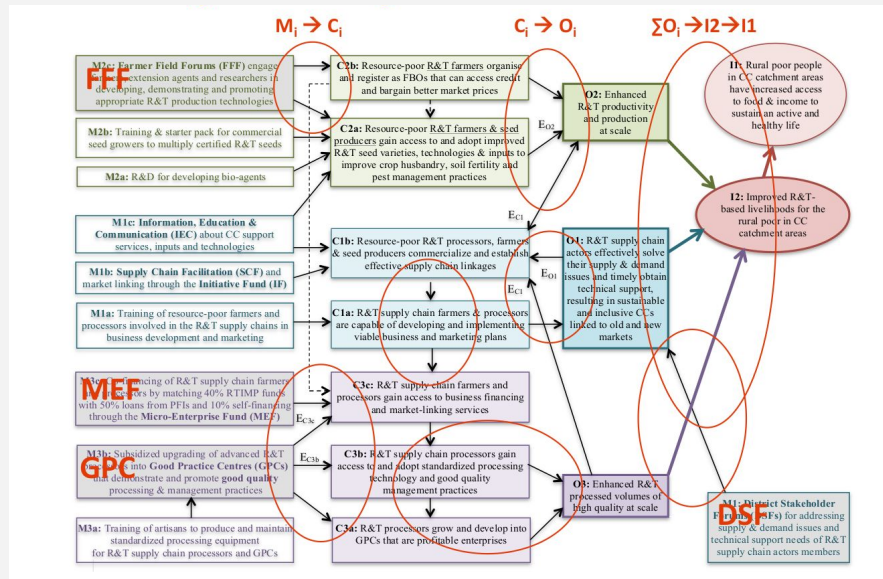 Mi → Ci
Ci → Oi
∑Oi→I2→I1
M2c: Farmer Field Forums (FFF) engage
extension agents and researchers in
developing, demonstrating and promoting
appropriate R&T production technologies
FFF
M2b: Training & starter pack for commercial
seed growers to multiply certified R&T seeds
M2a: R&D for developing bio-agents
M1c: Information, Education &
Communication (IEC) about CC support
services, inputs and technologies
M1b: Supply Chain Facilitation (SCF) and
market linking through the Initiative Fund (IF)
M1a: Training of resource-poor farmers and
processors involved in the R&T supply chains in
business development and marketing
financing of R&T supply chain farmers
by matching 40% RTIMP funds
with 50% loans from PFIs and 10% self-financing
through the Micro-Enterprise Fund (MEF)
MEF
M3b: Subsidized upgrading of advanced R&T
into Good Practice Centres (GPCs)
that demonstrate and promote good quality
processing & management practices
GPC
M3a: Training of artisans to produce and maintain
standardized processing equipment
for R&T supply chain processors and GPCs
C2b: Resource-poor R&T farmers organise
and register as FBOs that can access credit
and bargain better market prices
C2a: Resource-poor R&T farmers & seed
producers gain access to and adopt improved
R&T seed varieties, technologies & inputs to
improve crop husbandry, soil fertility and
pest management practices
C1b: Resource-poor R&T processors, farmers
& seed producers commercialize and establish
effective supply chain linkages
C1a: R&T supply chain farmers & processors
are capable of developing and implementing
viable business and marketing plans
C3c: R&T supply chain farmers and
processors gain access to business financing
and market-linking services
C3b: R&T supply chain processors gain
access to and adopt standardized processing
technology and good quality
management practices
C3a: R&T processors grow and develop into
GPCs that are profitable enterprises
EC3c
EC3b
EO2
EC1
EO1
EC1
O2: Enhanced
R&T productivity
and production
at scale
O1: R&T supply chain
actors effectively solve
their supply & demand
issues and timely obtain
technical support,
resulting in sustainable
and inclusive CCs
linked to old and new
markets
O3: Enhanced R&T
processed volumes of
high quality at scale
I1: Rural poor people
in CC catchment areas
have increased access
to food & income to
sustain an active and
healthy life
I2: Improved R&T-
based livelihoods for the
rural poor in CC
catchment areas
M1: District Stakeholder
Forums (DSFs) for addressing
supply & demand issues and
technical support needs of R&T
supply chain actors members
DSF